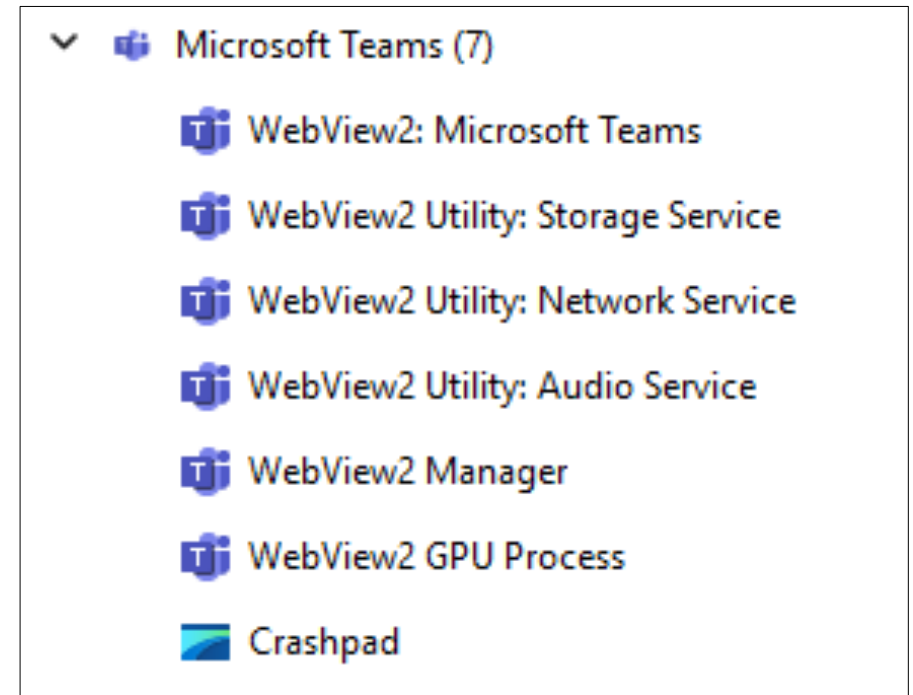 Microsoft Teams (7)
WebView2: Microsoft Teams
WebView2 Utility: Storage Service
WebView2 Utility: Network Service
WebView2 Utility: Audio Service
WebView2 Manager
WebView2 GPU Process
Crashpad